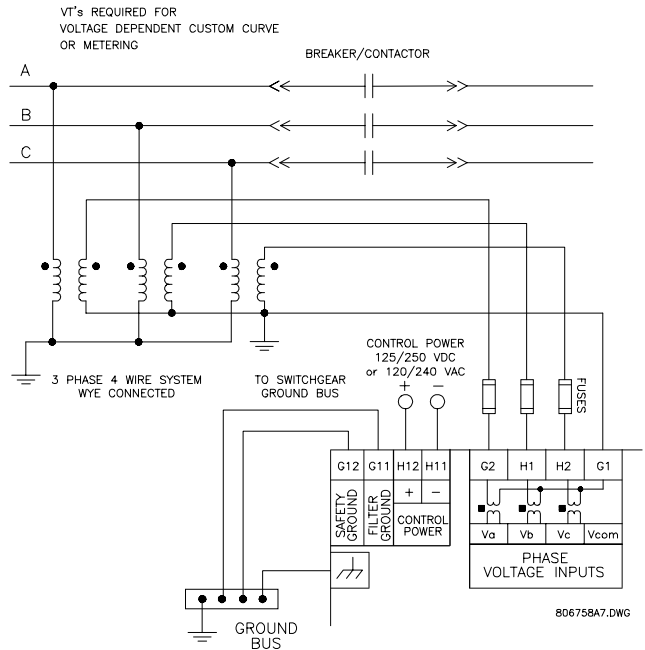 VT's REQUIRED FOR
VOLTAGE DEPENDENT CUSTOM CURVE
OR METERING
BREAKER/CONTACTOR
A
B
C
3 PHASE 4 WIRE SYSTEM
WYE CONNECTED
TO SWITCHGEAR
GROUND BUS
CONTROL POWER
125/250 VDC
or 120/240 VAC
+ −
FUSES
G12 G11 H12 H11
SAFETY
GROUND
FILTER
GROUND
+ −
CONTROL
POWER
G2 H1 H2 G1
Va Vb Vc Vcom
PHASE
VOLTAGE INPUTS
GROUND
BUS
806758A7.DWG